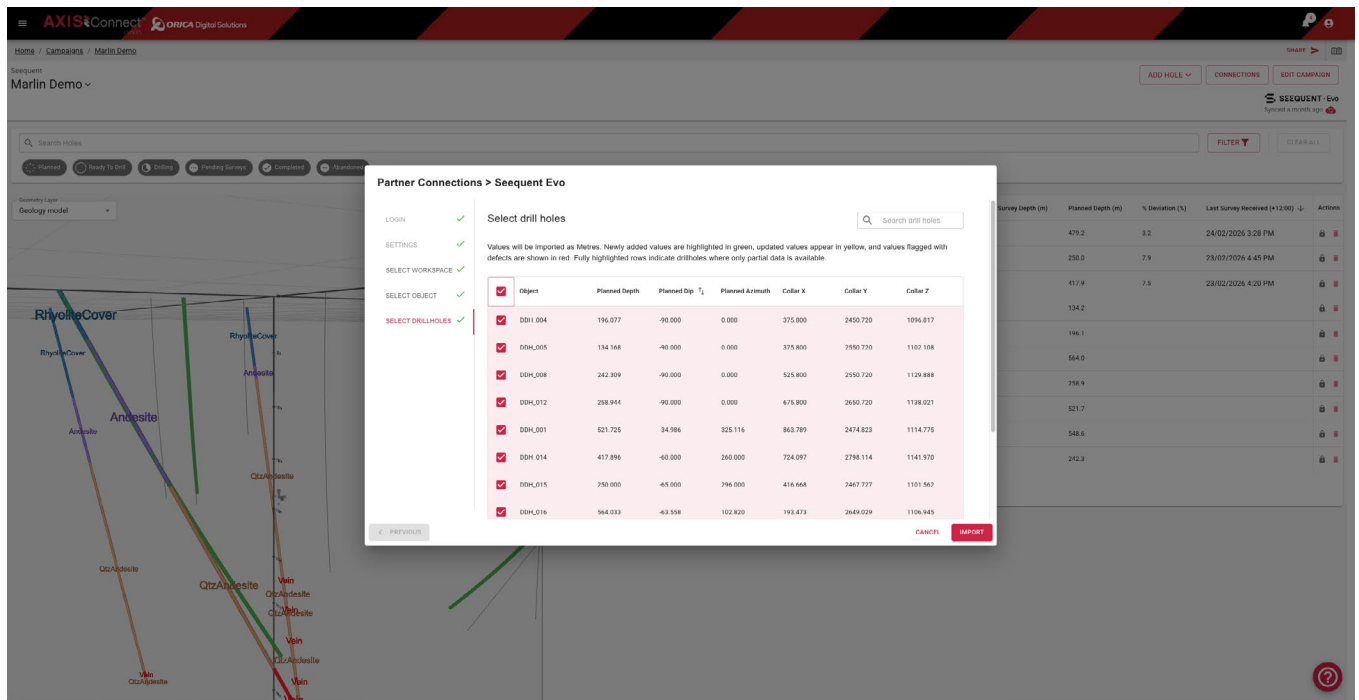 AXIS Connect ORICA Digital Solutions
Home / Campaigns / Marlin Demo
SHARE
Seequent
Marlin Demo
ADD HOLE
CONNECTIONS
EDIT CAMPAIGN
SEEQUENT · Evo
Synced a month ago
Search Holes
FILTER
CLEAR ALL
Planned
Ready To Drill
Drilling
Pending Surveys
Completed
Abandoned
Geometry Layer
Geology model
Survey Depth (m) Planned Depth (m) % Deviation (%) Last Survey Received (+12:00) Actions
479.2 3.2 24/02/2026 3:28 PM
250.0 7.9 23/02/2026 4:45 PM
417.9 7.8 23/02/2026 4:20 PM
134.2
196.1
564.0
258.9
521.7
548.6
242.3
Partner Connections > Seequent Evo
LOGIN
SETTINGS
SELECT WORKSPACE
SELECT OBJECT
SELECT DRILLHOLES
Select drill holes
Search drill holes
Values will be imported as Metres. Newly added values are highlighted in green, updated values appear in yellow, and values flagged with
defects are shown in red. Fully highlighted rows indicate drillholes where only partial data is available.
Object Planned Depth Planned Dip Planned Azimuth Collar X Collar Y Collar Z
DDH_004 196.077 -90.000 0.000 375.800 2450.720 1096.817
DDH_005 134.168 -90.000 0.000 375.800 2550.720 1102.108
DDH_008 242.309 -90.000 0.000 525.800 2550.720 1129.888
DDH_012 258.944 -90.000 0.000 675.800 2650.720 1138.021
DDH_001 521.725 34.986 325.116 863.789 2474.823 1114.775
DDH_014 417.896 -60.000 260.000 724.097 2798.114 1141.970
DDH_015 250.000 -65.000 296.000 416.668 2467.727 1101.562
DDH_016 564.033 -63.558 102.820 193.473 2649.029 1106.945
PREVIOUS
CANCEL
IMPORT
RhyoliteCover
RhyoliteCover
RhyoliteCover
Andesite
Andesite
Andesite
QtzAndesite
QtzAndesite
QtzAndesite
Vein
QtzAndesite
Vein
QtzAndesite
Vein
QtzAndesite
Vein
QtzAndesite
Vein
Vein